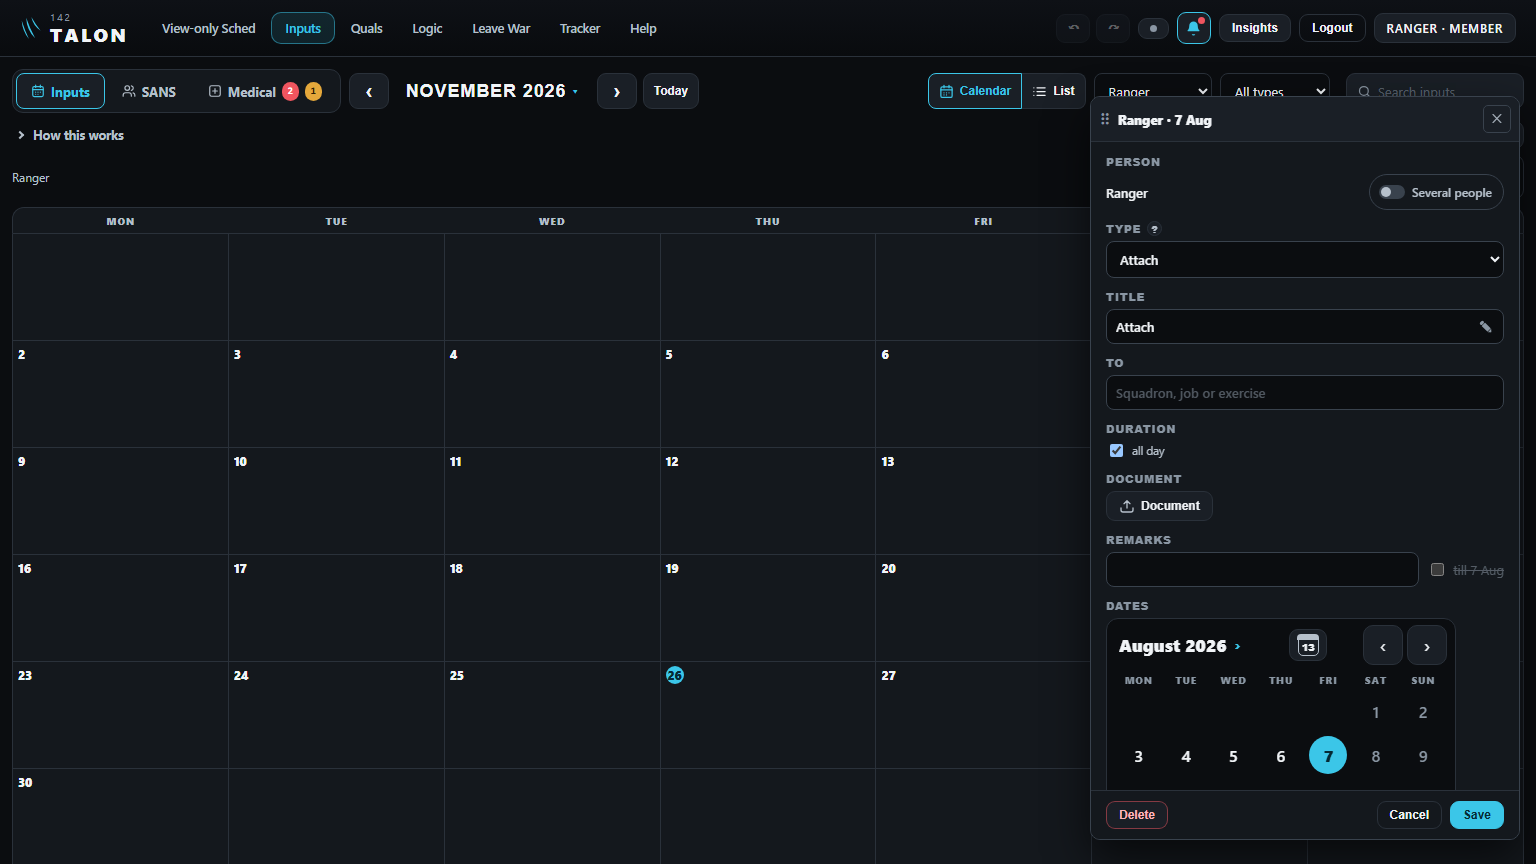 142
TALON
View-only Sched
Inputs
Quals
Logic
Leave War
Tracker
Help
Insights
Logout
RANGER · MEMBER
Inputs
SANS
Medical 2 1
‹
NOVEMBER 2026
›
Today
Calendar
List
Ranger
All types
Search inputs
How this works
Ranger
MON TUE WED THU FRI
2 3 4 5 6
9 10 11 12 13
16 17 18 19 20
23 24 25 26 27
30
Ranger · 7 Aug
PERSON
Ranger
Several people
TYPE ?
Attach
TITLE
Attach
TO
Squadron, job or exercise
DURATION
all day
DOCUMENT
Document
REMARKS
till 7 Aug
DATES
August 2026 ›
13
‹ ›
MON TUE WED THU FRI SAT SUN
1 2
3 4 5 6 7 8 9
Delete
Cancel
Save